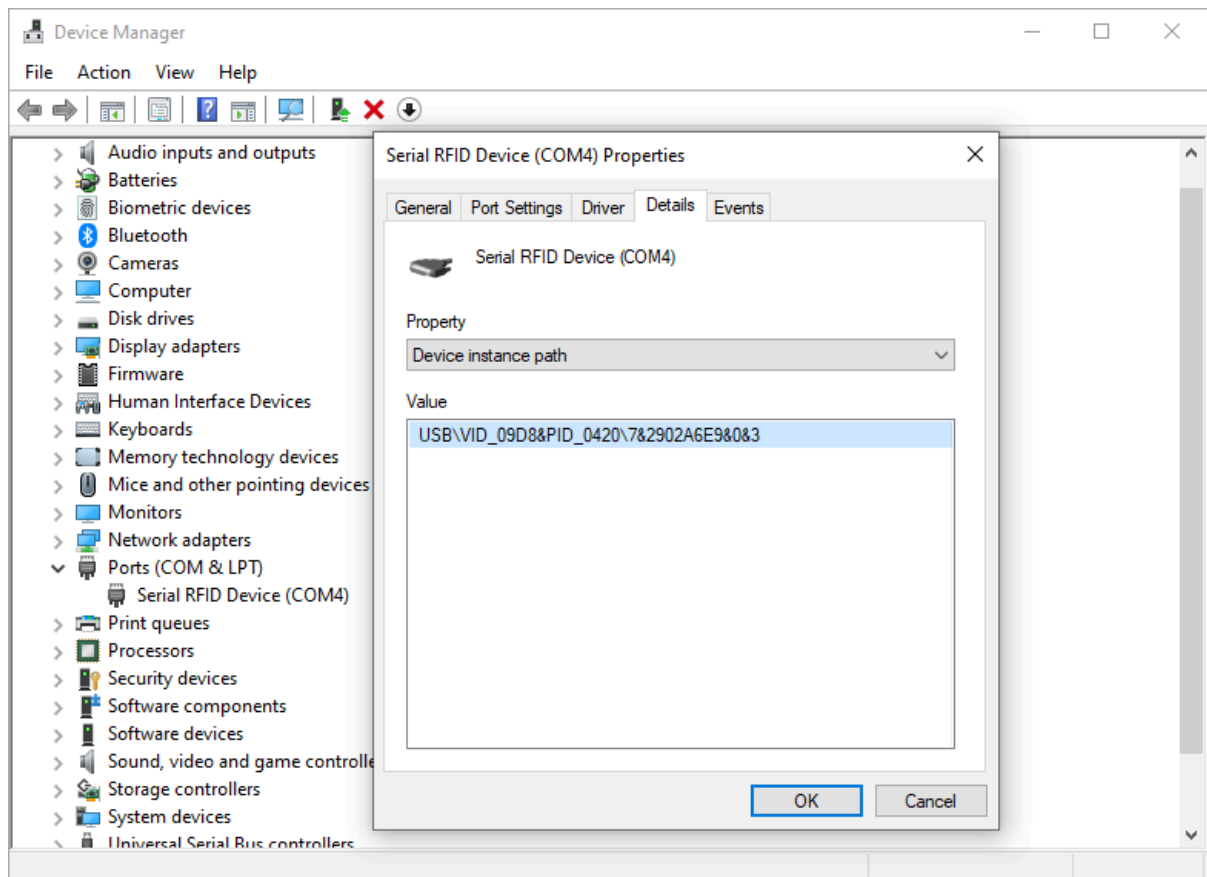 Device Manager
File Action View Help
Audio inputs and outputs
Batteries
Biometric devices
Bluetooth
Cameras
Computer
Disk drives
Display adapters
Firmware
Human Interface Devices
Keyboards
Memory technology devices
Mice and other pointing devices
Monitors
Network adapters
Ports (COM & LPT)
Serial RFID Device (COM4)
Print queues
Processors
Security devices
Software components
Software devices
Sound, video and game controlle
Storage controllers
System devices
Universal Serial Bus controllers
Serial RFID Device (COM4) Properties
General Port Settings Driver Details Events
Serial RFID Device (COM4)
Property
Device instance path
Value
USB\VID_09D8&PID_0420\7&2902A6E9&0&3
OK Cancel